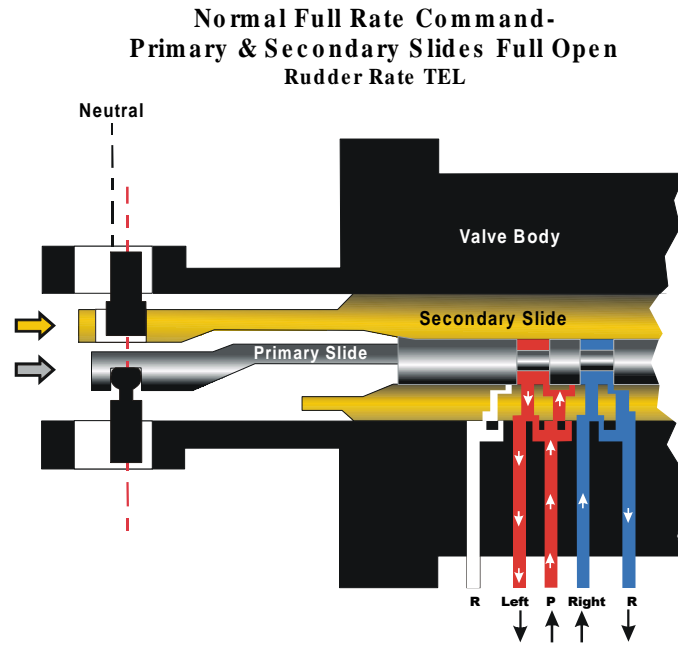 Normal Full Rate Command-
Primary & Secondary Slides Full Open
Rudder Rate TEL
Neutral
Valve Body
Secondary Slide
Primary Slide
R Left P Right R